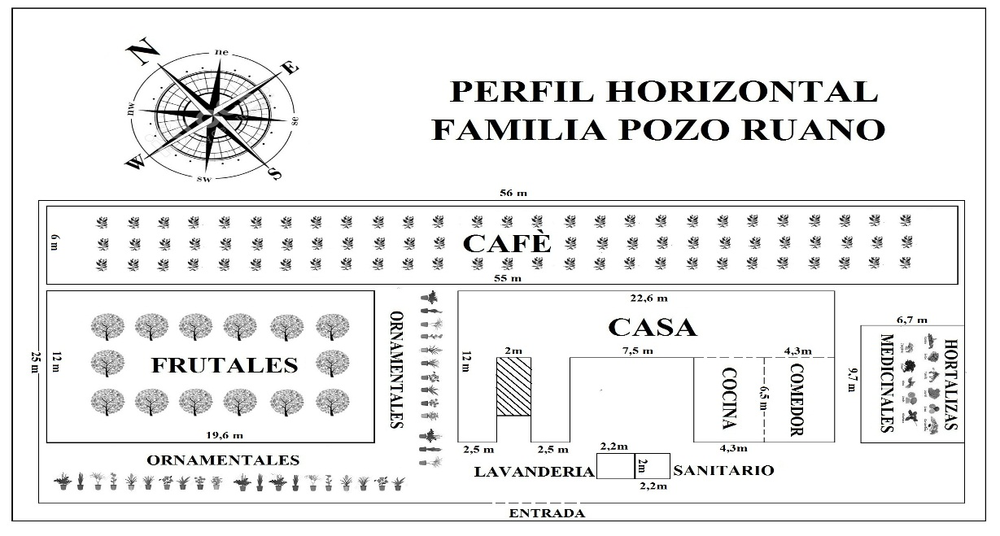 N
ne
E
nw
se
W
sw
S
PERFIL HORIZONTAL
FAMILIA POZO RUANO
56 m
6 m
CAFÈ
55 m
25 m
12 m
FRUTALES
19,6 m
ORNAMENTALES
ORNAMENTALES
12 m
22,6 m
CASA
2m
7,5 m
4,3m
COCINA
6,5 m
COMEDOR
2,5 m
2,5 m
4,3m
9,7 m
6,7 m
MEDICINALES
HORTALIZAS
2,2m
LAVANDERIA
2m
SANITARIO
2,2m
ENTRADA